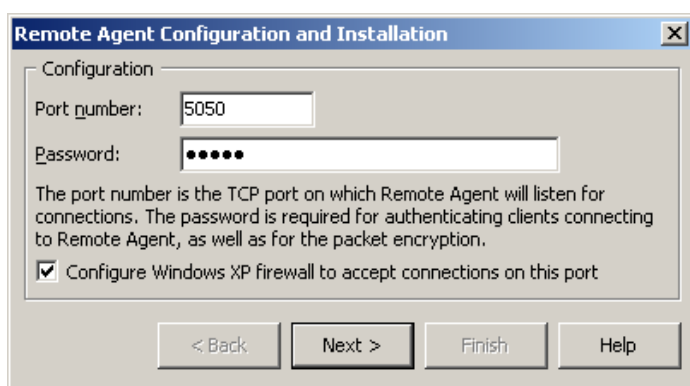 Remote Agent Configuration and Installation
Configuration
Port number: 5050
Password: •••••
The port number is the TCP port on which Remote Agent will listen for
connections. The password is required for authenticating clients connecting
to Remote Agent, as well as for the packet encryption.
Configure Windows XP firewall to accept connections on this port
< Back Next > Finish Help